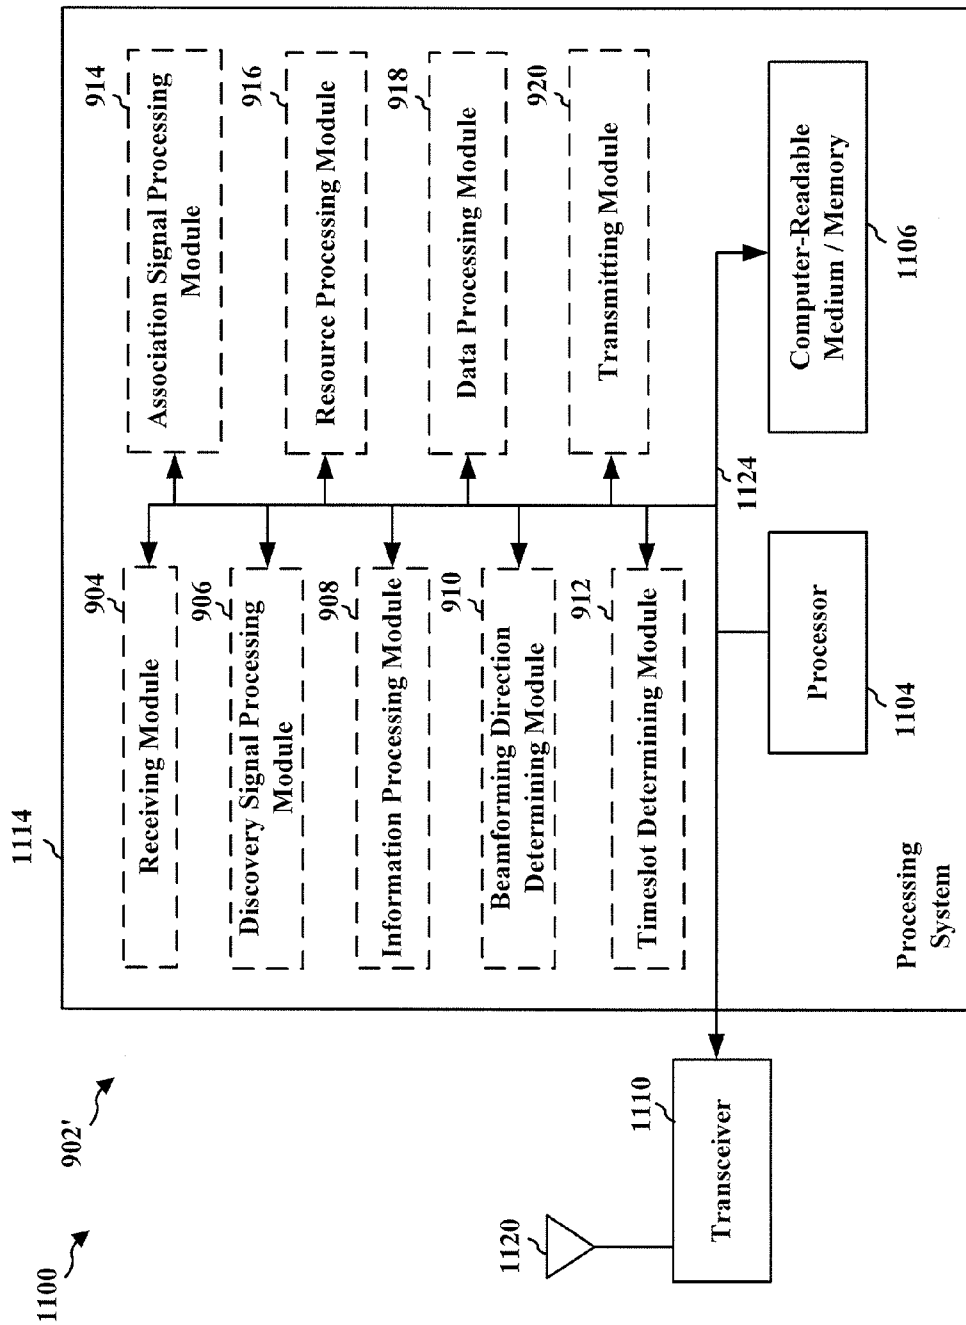 1100
902'
1114
904
Receiving Module
906
Discovery Signal Processing
Module
908
Information Processing Module
910
Beamforming Direction
Determining Module
912
Timeslot Determining Module
914
Association Signal Processing
Module
916
Resource Processing Module
918
Data Processing Module
920
Transmitting Module
1120
1110
Transceiver
Processing
System
Processor
1104
1124
Computer-Readable
Medium / Memory
1106